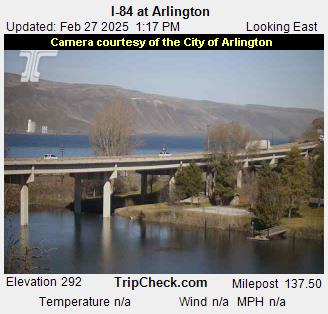 I-84 at Arlington
Updated: Feb 27 2025 1:17 PM Looking East
Camera courtesy of the City of Arlington
Elevation 292 TripCheck.com Milepost 137.50
Temperature n/a Wind n/a MPH n/a